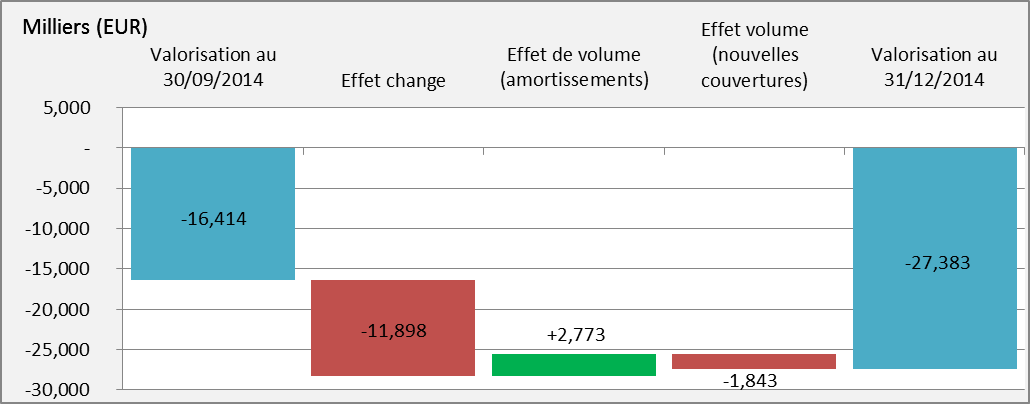 Milliers (EUR)
Valorisation au
30/09/2014
Effet change
Effet de volume
(amortissements)
Effet volume
(nouvelles
couvertures)
Valorisation au
31/12/2014
5,000
-
-5,000
-10,000
-15,000
-20,000
-25,000
-30,000
-16,414
-11,898
+2,773
-1,843
-27,383